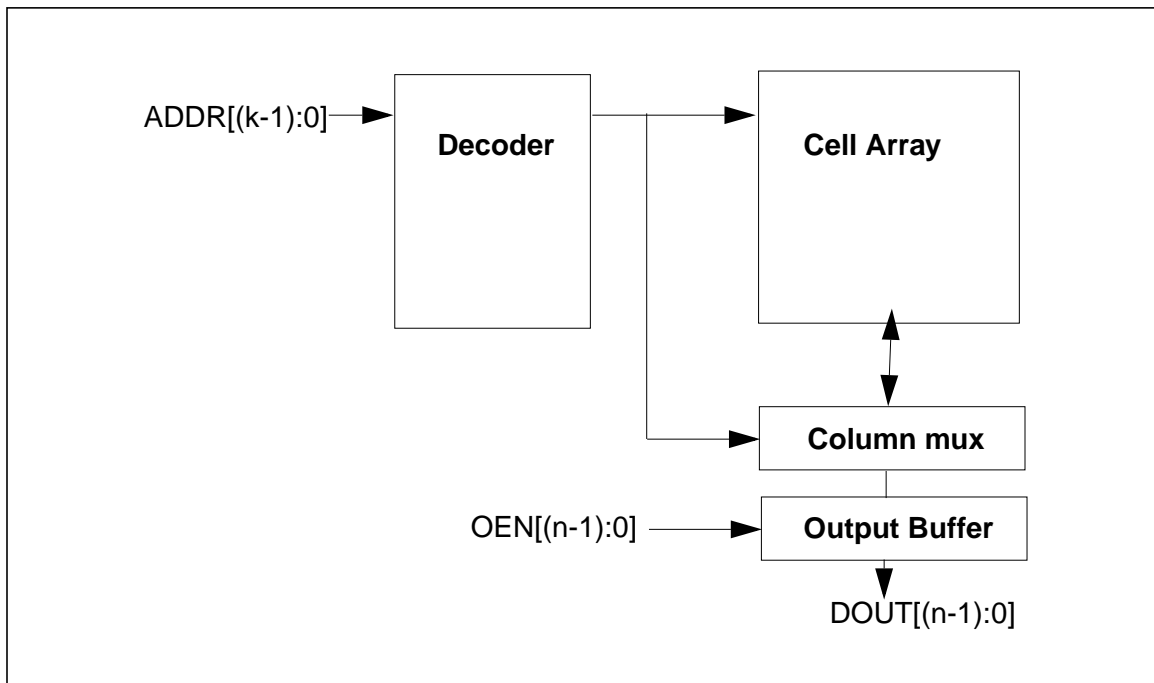 ADDR[(k-1):0]
Decoder
Cell Array
Column mux
OEN[(n-1):0]
Output Buffer
DOUT[(n-1):0]